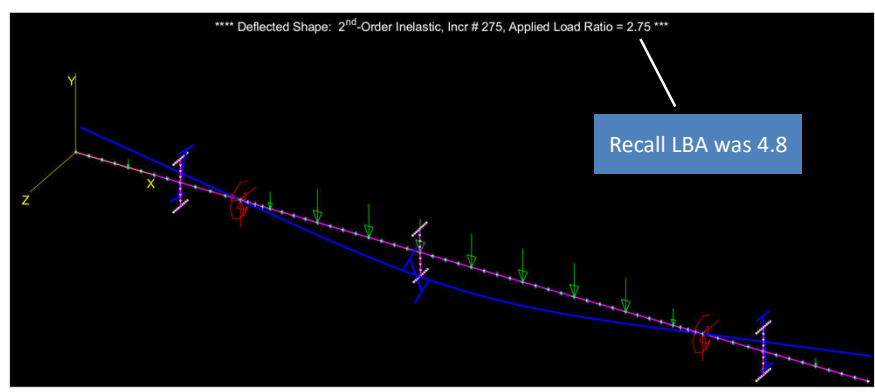 **** Deflected Shape: 2nd-Order Inelastic, Incr # 275, Applied Load Ratio = 2.75 ***
Recall LBA was 4.8
Y
X
Z